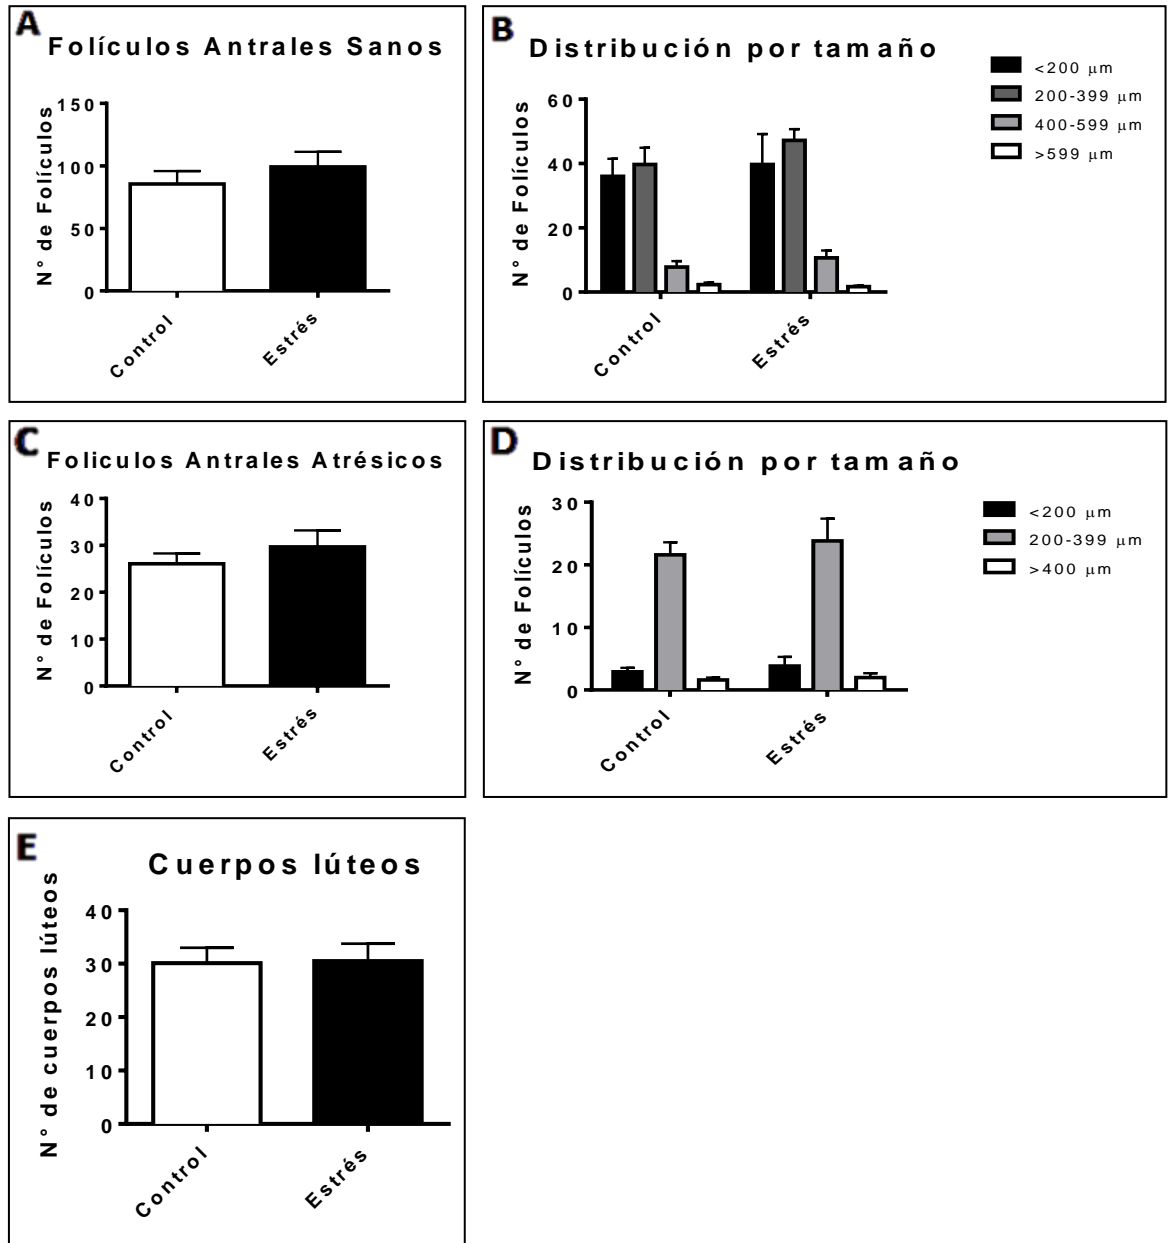 A
Folículos Antrales Sanos
N° de Folículos
150
100
50
0
Control
Estrés
B
Distribución por tamaño
N° de Folículos
60
40
20
0
Control
Estrés
<200 μm
200-399 μm
400-599 μm
>599 μm
C
Foliculos Antrales Atrésicos
N° de Folículos
40
30
20
10
0
Control
Estrés
D
Distribución por tamaño
N° de Folículos
30
20
10
0
Control
Estrés
<200 μm
200-399 μm
>400 μm
E
Cuerpos lúteos
N° de cuerpos lúteos
40
30
20
10
0
Control
Estrés